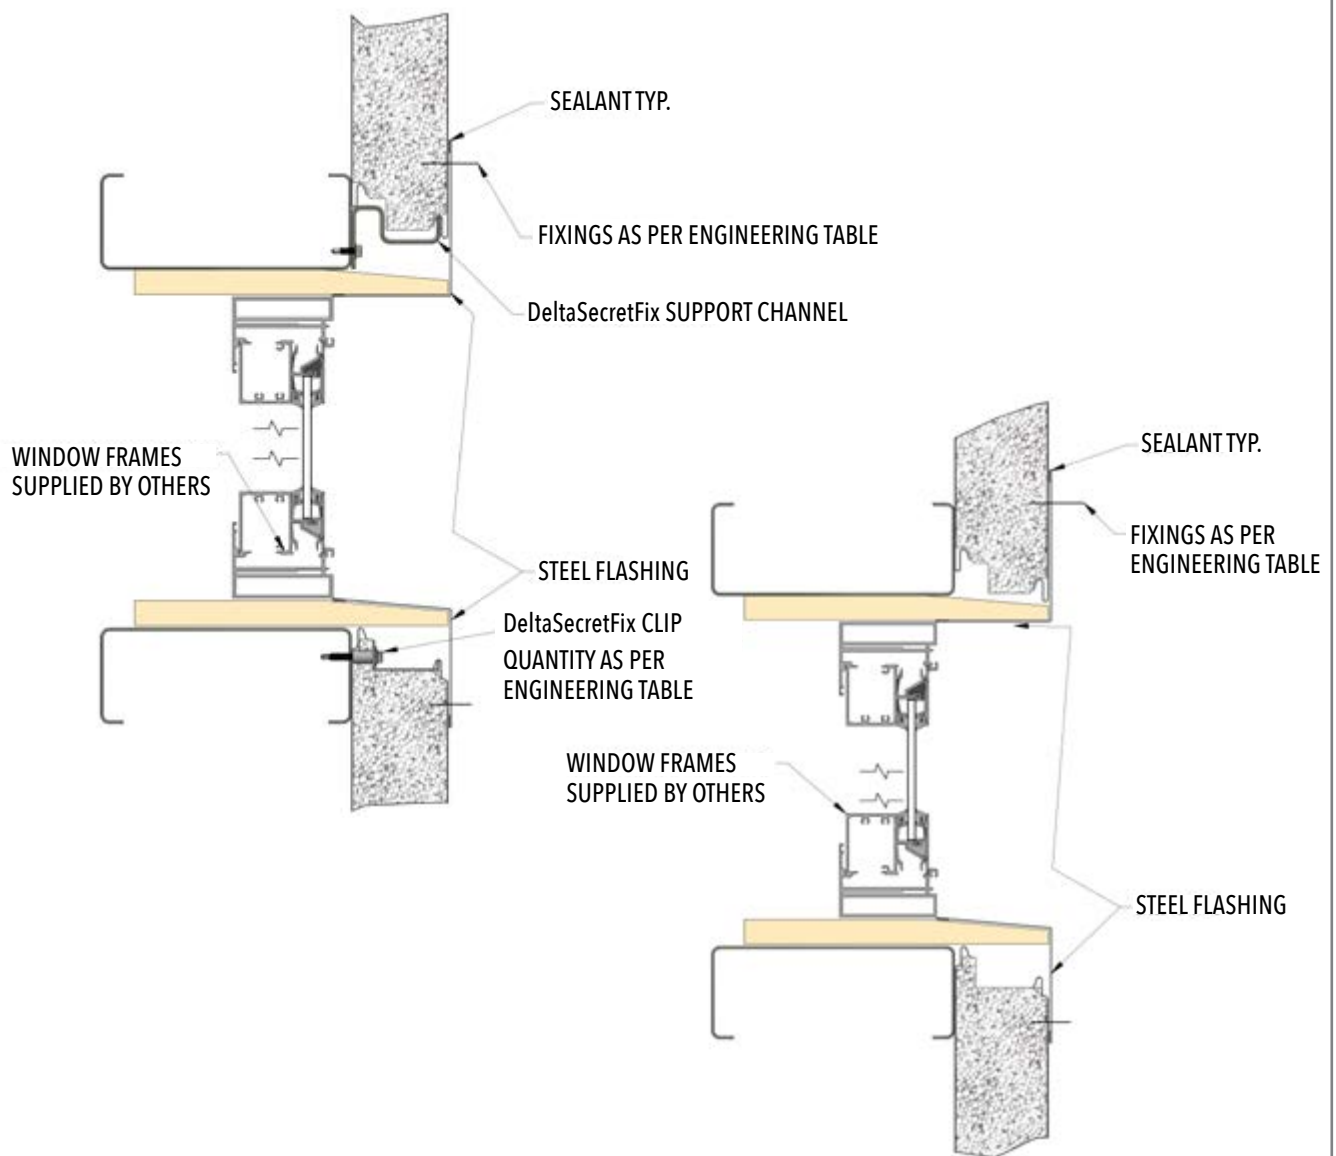 SEALANT TYP.
FIXINGS AS PER ENGINEERING TABLE
DeltaSecretFix SUPPORT CHANNEL
WINDOW FRAMES
SUPPLIED BY OTHERS
STEEL FLASHING
DeltaSecretFix CLIP
QUANTITY AS PER
ENGINEERING TABLE
SEALANT TYP.
FIXINGS AS PER
ENGINEERING TABLE
WINDOW FRAMES
SUPPLIED BY OTHERS
STEEL FLASHING